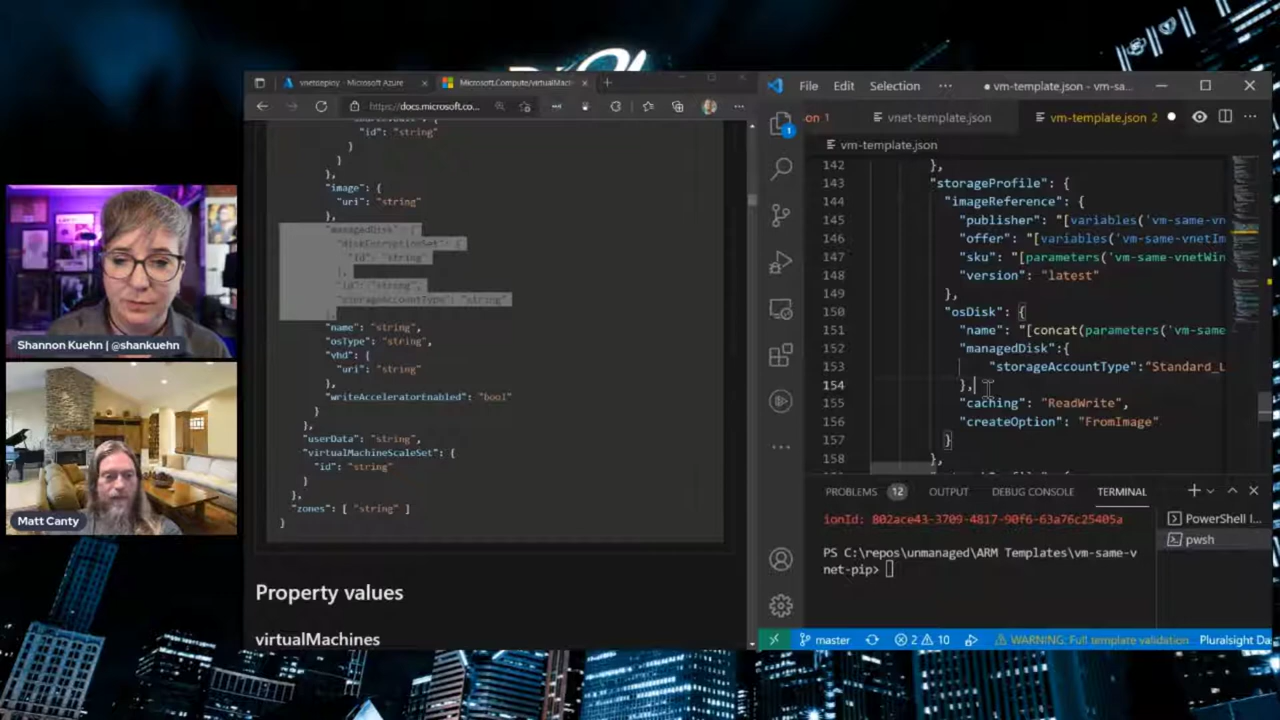 vnetdeploy - Microsoft Azure
Microsoft.Compute/virtualMach
https://docs.microsoft.co...
"id": "string"
}
}
},
"image": {
"uri": "string"
},
"managedDisk": {
"diskEncryptionSet": {
"id": "string"
},
"id": "string",
"storageAccountType": "string"
},
"name": "string",
"osType": "string",
"vhd": {
"uri": "string"
},
"writeAcceleratorEnabled": "bool"
}
},
"userData": "string",
"virtualMachineScaleSet": {
"id": "string"
}
},
"zones": [ "string" ]
}
Property values
virtualMachines
File Edit Selection ...
vm-template.json - vm-sa...
on 1
vnet-template.json
vm-template.json 2
vm-template.json
142 },
143 "storageProfile": {
144 "imageReference": {
145 "publisher": "[variables('vm-same-vn
146 "offer": "[variables('vm-same-vnetIm
147 "sku": "[parameters('vm-same-vnetWin
148 "version": "latest"
149 },
150 "osDisk": {
151 "name": "[concat(parameters('vm-same
152 "managedDisk":{
153 "storageAccountType":"Standard_L
154 },
155 "caching": "ReadWrite",
156 "createOption": "FromImage"
157 }
158 },
1
PROBLEMS 12 OUTPUT DEBUG CONSOLE TERMINAL
ionId: 802ace43-3709-4817-90f6-63a76c25405a
PS C:\repos\unmanaged\ARM Templates\vm-same-v
net-pip>
PowerShell I...
pwsh
master
2 10
WARNING: Full template validation
Pluralsight Da
Shannon Kuehn | @shankuehn
Matt Canty